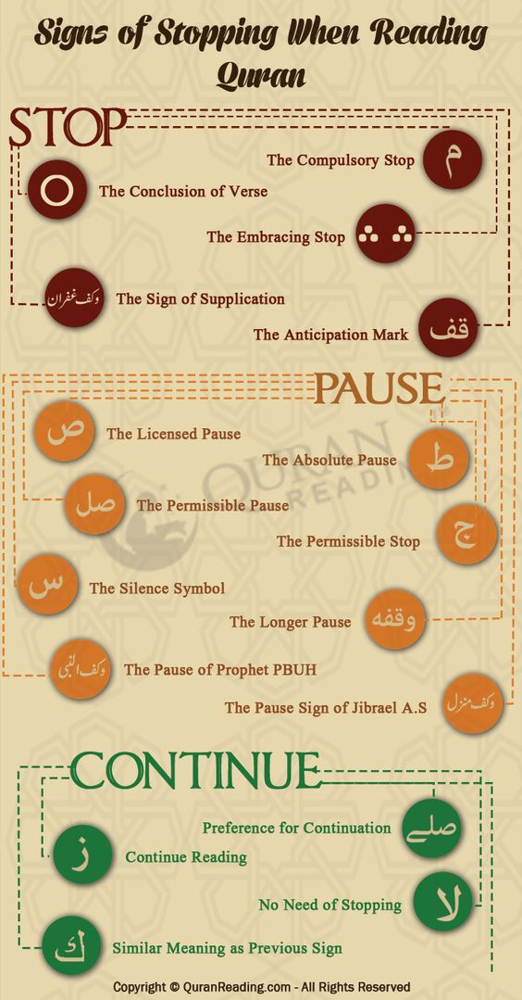 Signs of Stopping When Reading
Quran
STOP
م
The Compulsory Stop
The Conclusion of Verse
The Embracing Stop
وکف غفران
The Sign of Supplication
قف
The Anticipation Mark
PAUSE
ص
The Licensed Pause
ط
The Absolute Pause
QURAN
READING
™
صل
The Permissible Pause
ج
The Permissible Stop
س
The Silence Symbol
وقفه
The Longer Pause
وکف النبی
The Pause of Prophet PBUH
وکف منزل
The Pause Sign of Jibrael A.S
CONTINUE
صلے
Preference for Continuation
ز
Continue Reading
لا
No Need of Stopping
ك
Similar Meaning as Previous Sign
Copyright © QuranReading.com - All Rights Reserved